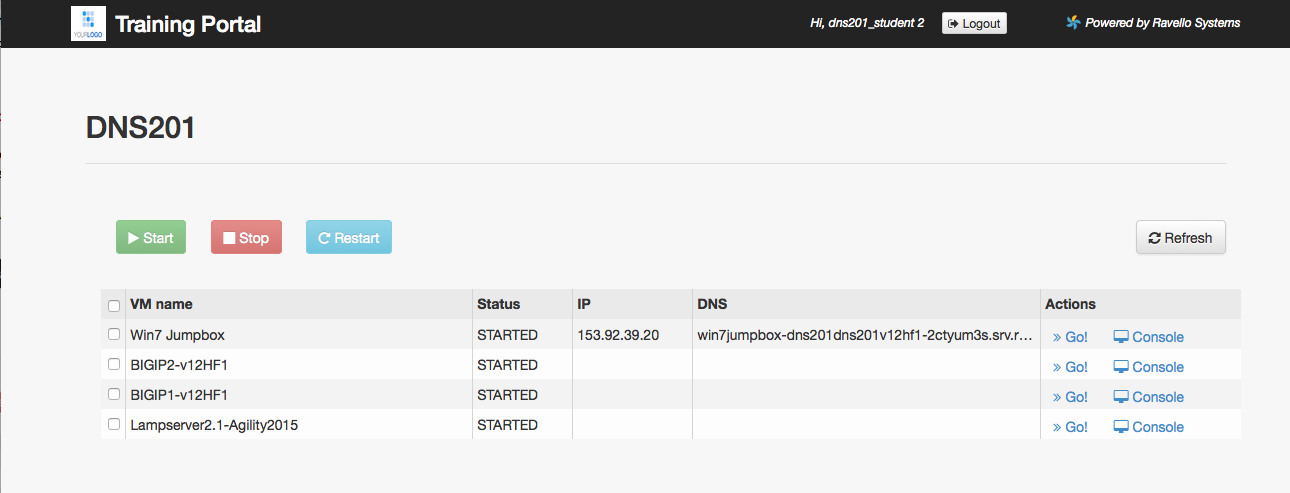 YOURLOGO Training Portal Hi, dns201_student 2 Logout Powered by Ravello Systems
DNS201
Start Stop Restart Refresh
VM name Status IP DNS Actions
Win7 Jumpbox STARTED 153.92.39.20 win7jumpbox-dns201dns201v12hf1-2ctyum3s.srv.r... Go! Console
BIGIP2-v12HF1 STARTED Go! Console
BIGIP1-v12HF1 STARTED Go! Console
Lampserver2.1-Agility2015 STARTED Go! Console